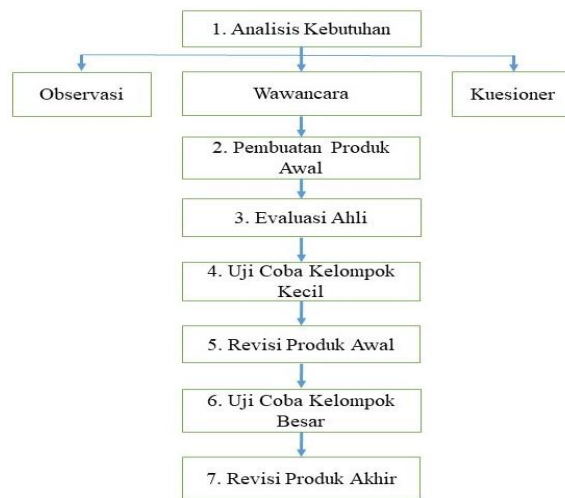 1. Analisis Kebutuhan
Observasi
Wawancara
Kuesioner
2. Pembuatan Produk
Awal
3. Evaluasi Ahli
4. Uji Coba Kelompok
Kecil
5. Revisi Produk Awal
6. Uji Coba Kelompok
Besar
7. Revisi Produk Akhir